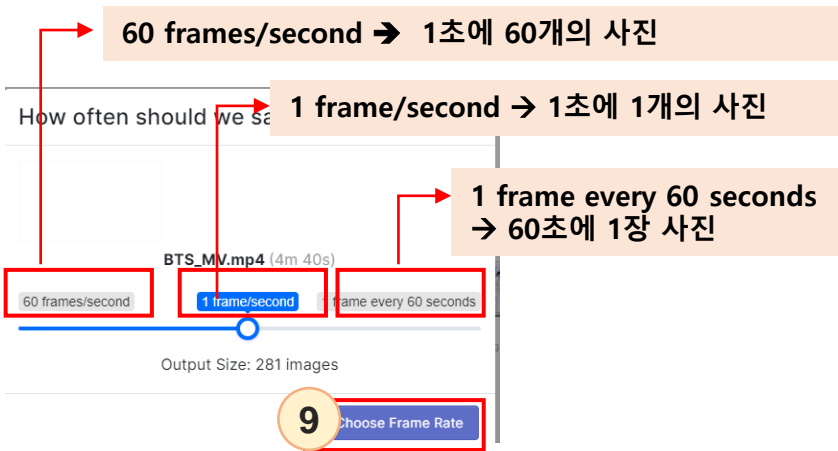 60 frames/second → 1초에 60개의 사진
How often should we sa
1 frame/second → 1초에 1개의 사진
1 frame every 60 seconds
→ 60초에 1장 사진
BTS_MV.mp4 (4m 40s)
60 frames/second
1 frame/second
frame every 60 seconds
Output Size: 281 images
9
Choose Frame Rate